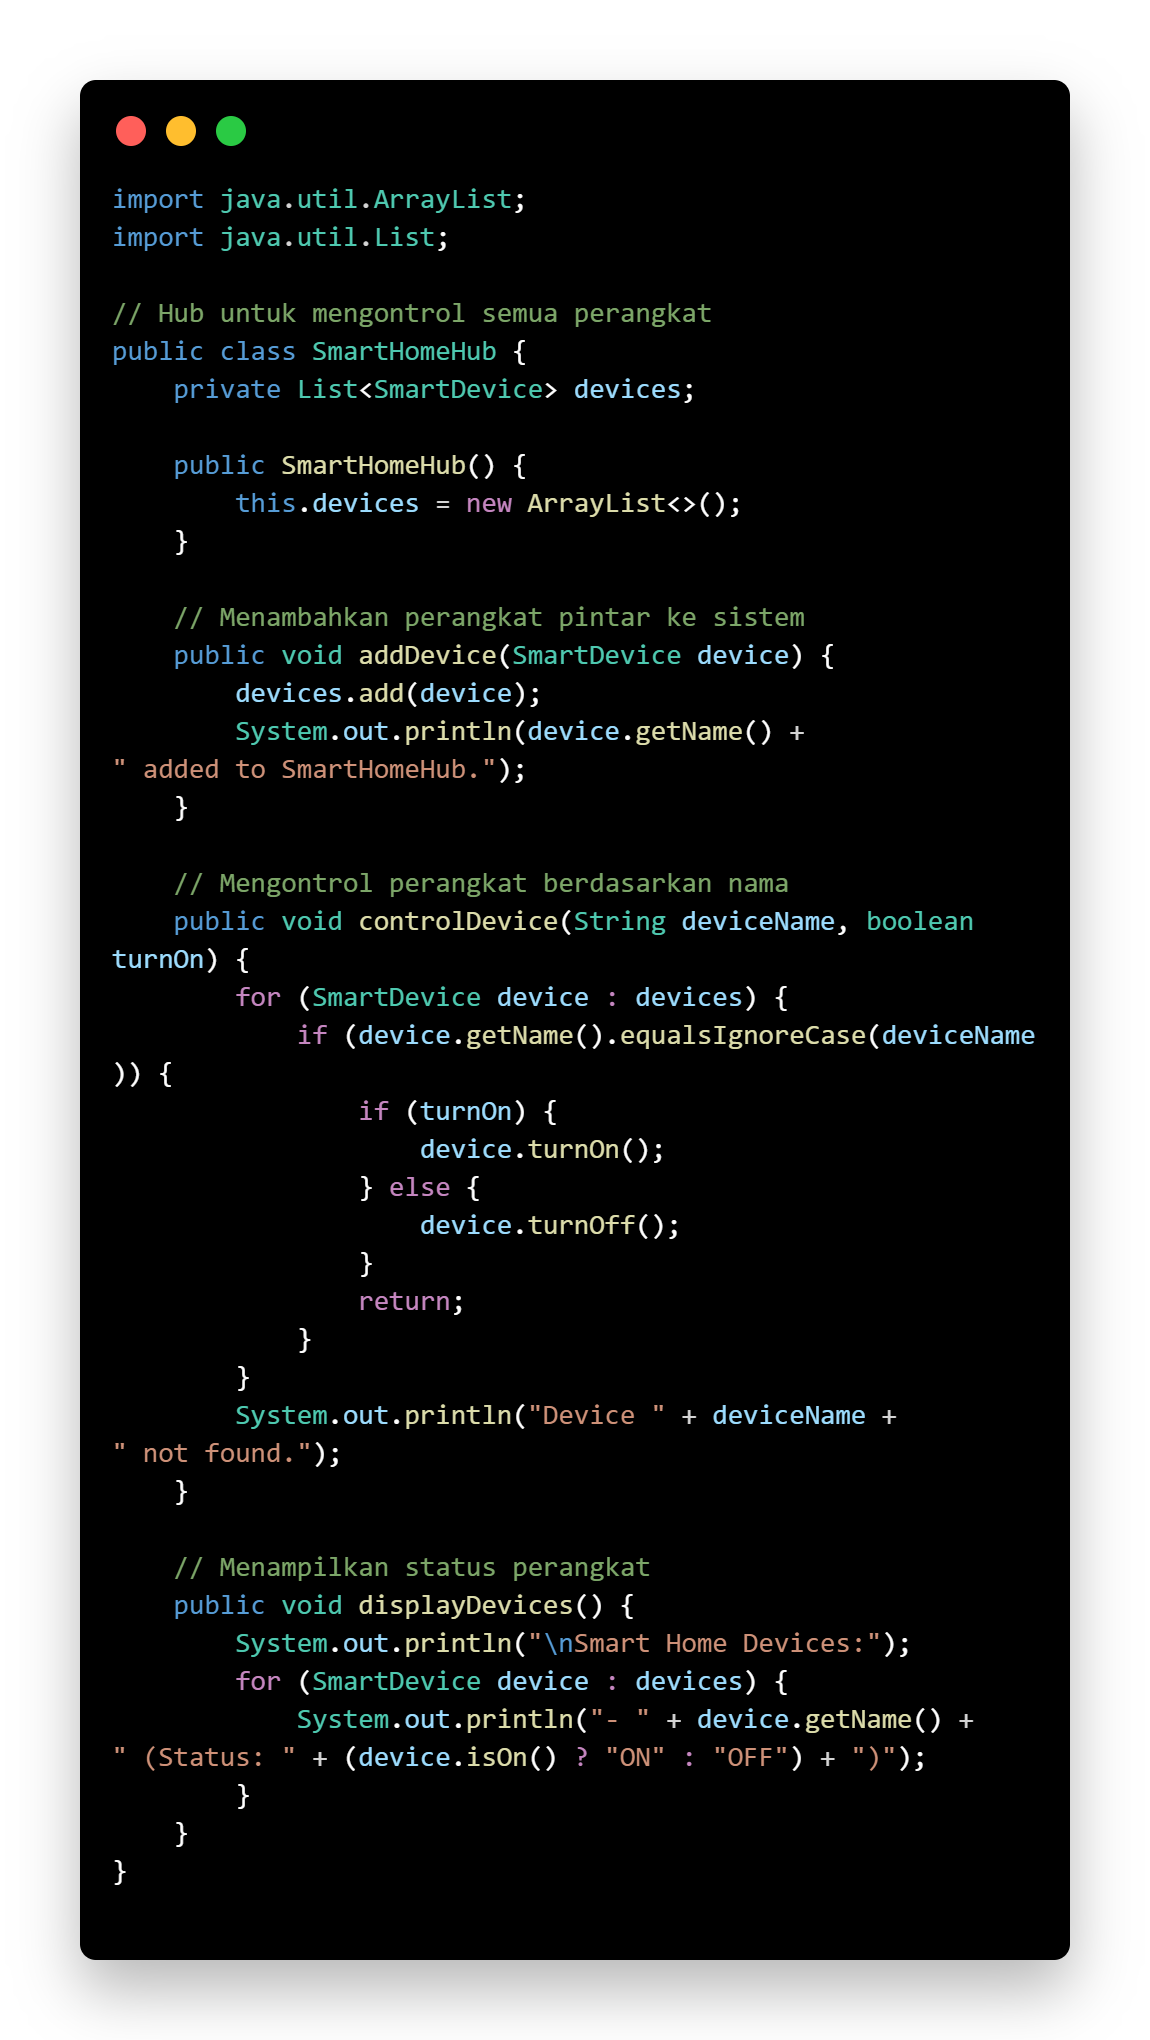 import java.util.ArrayList;
import java.util.List;

// Hub untuk mengontrol semua perangkat
public class SmartHomeHub {
    private List<SmartDevice> devices;

    public SmartHomeHub() {
        this.devices = new ArrayList<>();
    }

    // Menambahkan perangkat pintar ke sistem
    public void addDevice(SmartDevice device) {
        devices.add(device);
        System.out.println(device.getName() +
" added to SmartHomeHub.");
    }

    // Mengontrol perangkat berdasarkan nama
    public void controlDevice(String deviceName, boolean
turnOn) {
        for (SmartDevice device : devices) {
            if (device.getName().equalsIgnoreCase(deviceName
)) {
                if (turnOn) {
                    device.turnOn();
                } else {
                    device.turnOff();
                }
                return;
            }
        }
        System.out.println("Device " + deviceName +
" not found.");
    }

    // Menampilkan status perangkat
    public void displayDevices() {
        System.out.println("\nSmart Home Devices:");
        for (SmartDevice device : devices) {
            System.out.println("- " + device.getName() +
" (Status: " + (device.isOn() ? "ON" : "OFF") + ")");
        }
    }
}